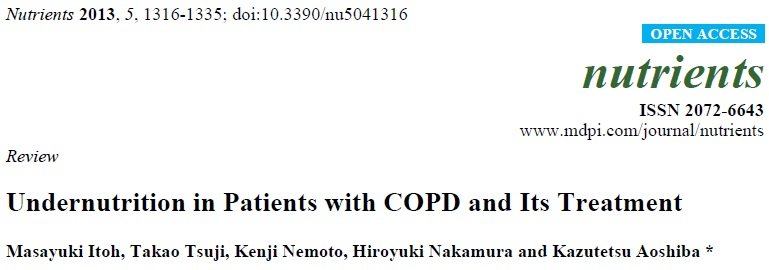 Nutrients 2013, 5, 1316-1335; doi:10.3390/nu5041316
OPEN ACCESS
nutrients
ISSN 2072-6643
www.mdpi.com/journal/nutrients
Review
Undernutrition in Patients with COPD and Its Treatment
Masayuki Itoh, Takao Tsuji, Kenji Nemoto, Hiroyuki Nakamura and Kazutetsu Aoshiba *